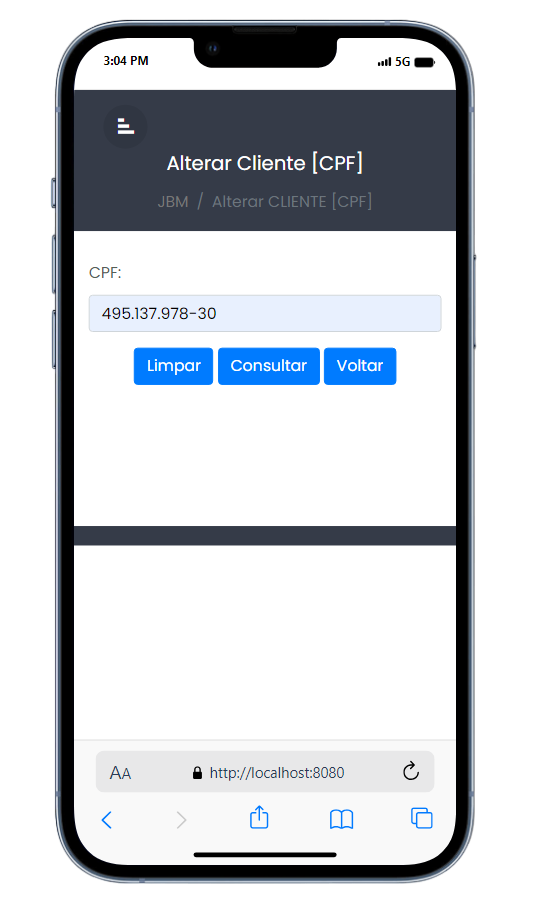 3:04 PM 5G
Alterar Cliente [CPF]
JBM / Alterar CLIENTE [CPF]
CPF:
495.137.978-30
Limpar Consultar Voltar
AA http://localhost:8080